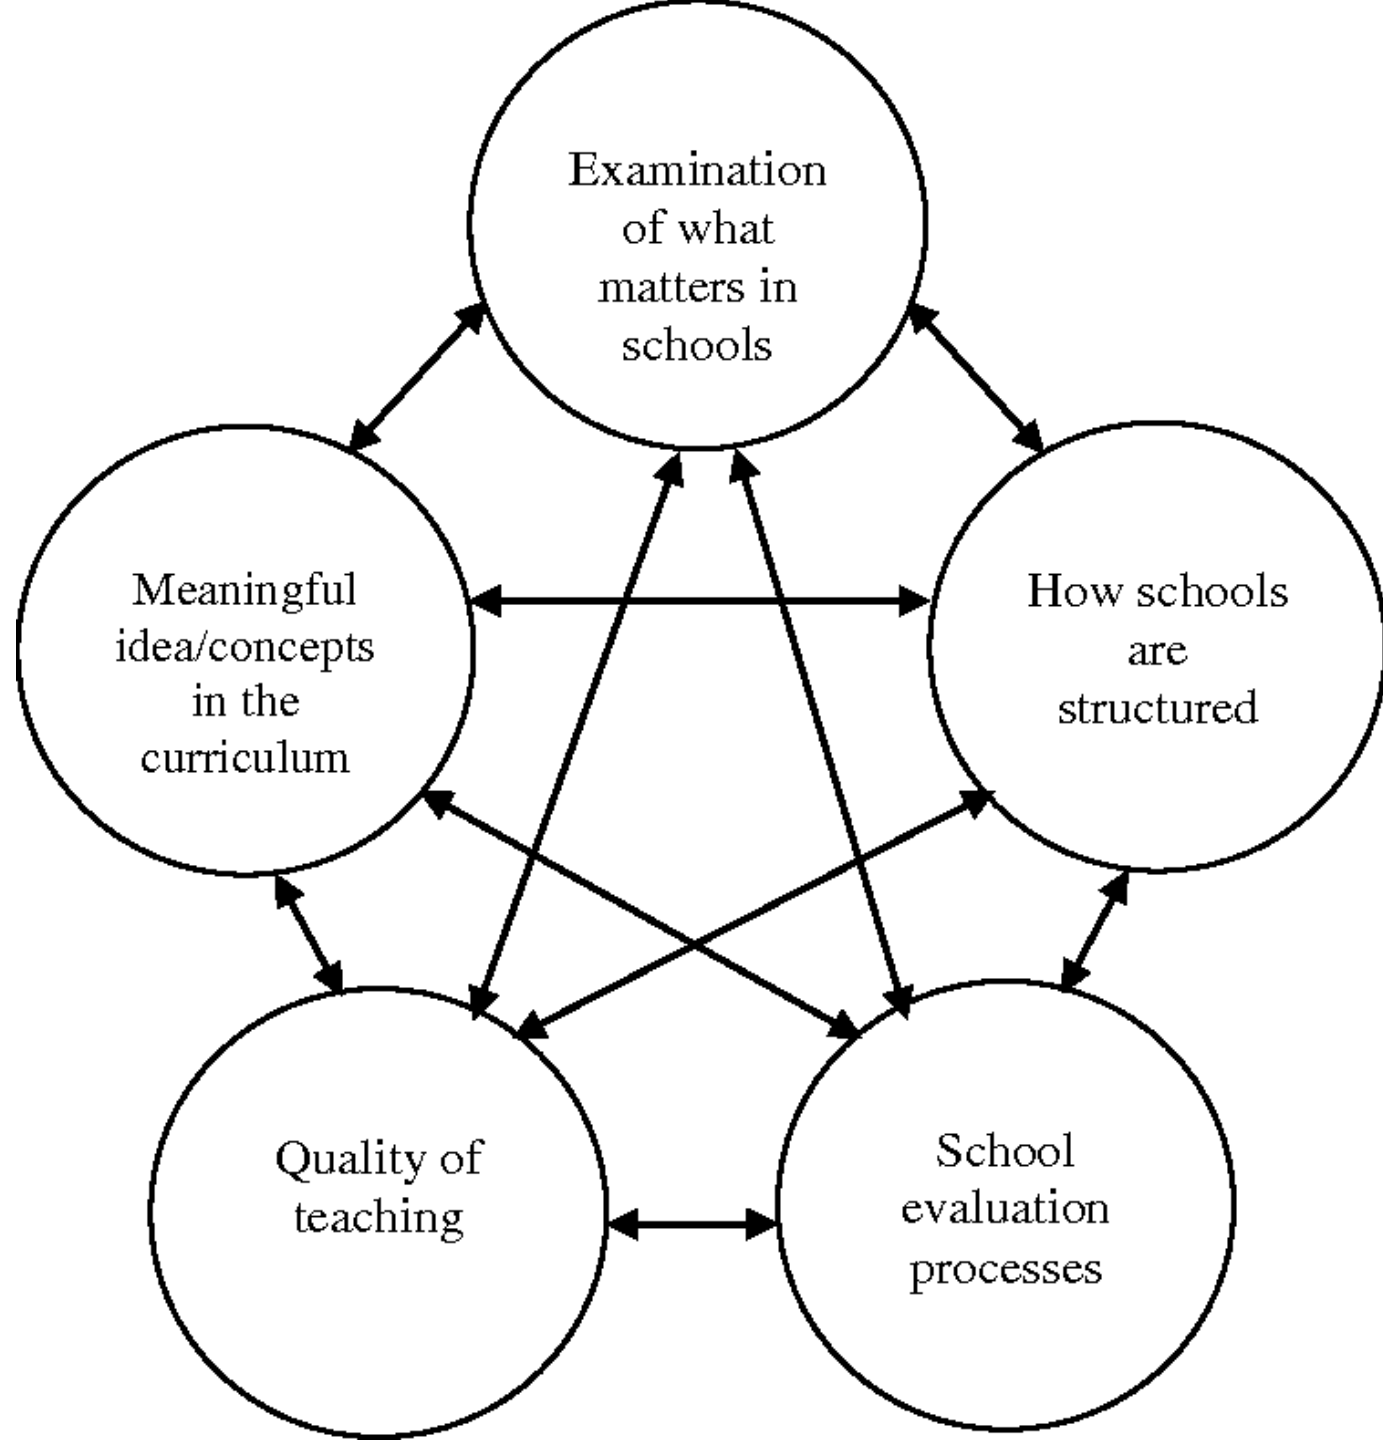 Examination
of what
matters in
schools
Meaningful
idea/concepts
in the
curriculum
How schools
are
structured
Quality of
teaching
School
evaluation
processes